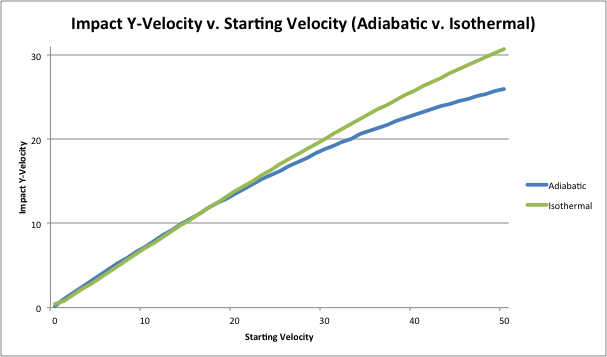 Impact Y-Velocity v. Starting Velocity (Adiabatic v. Isothermal)
30
20
10
0
Impact Y-Velocity
0 10 20 30 40 50
Starting Velocity
Adiabatic
Isothermal